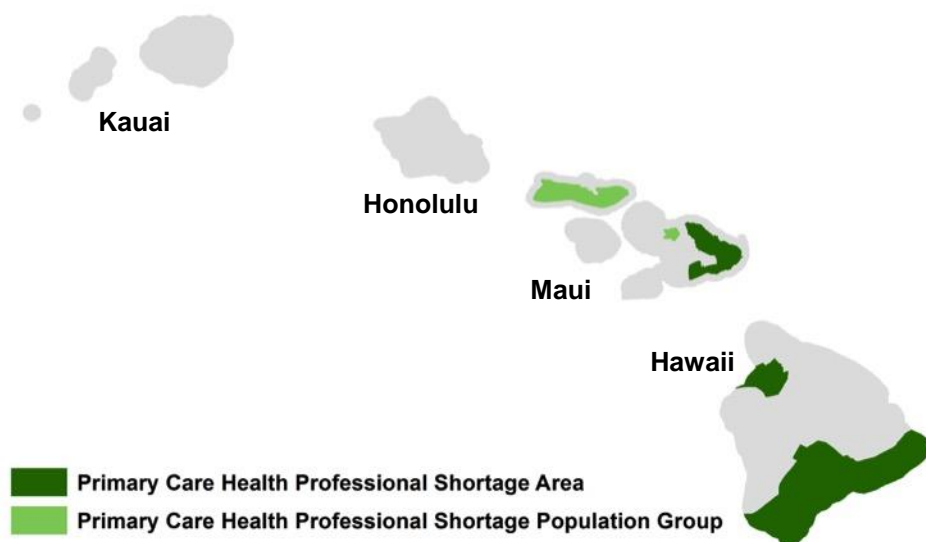 Kauai
Honolulu
Maui
Hawaii
Primary Care Health Professional Shortage Area
Primary Care Health Professional Shortage Population Group